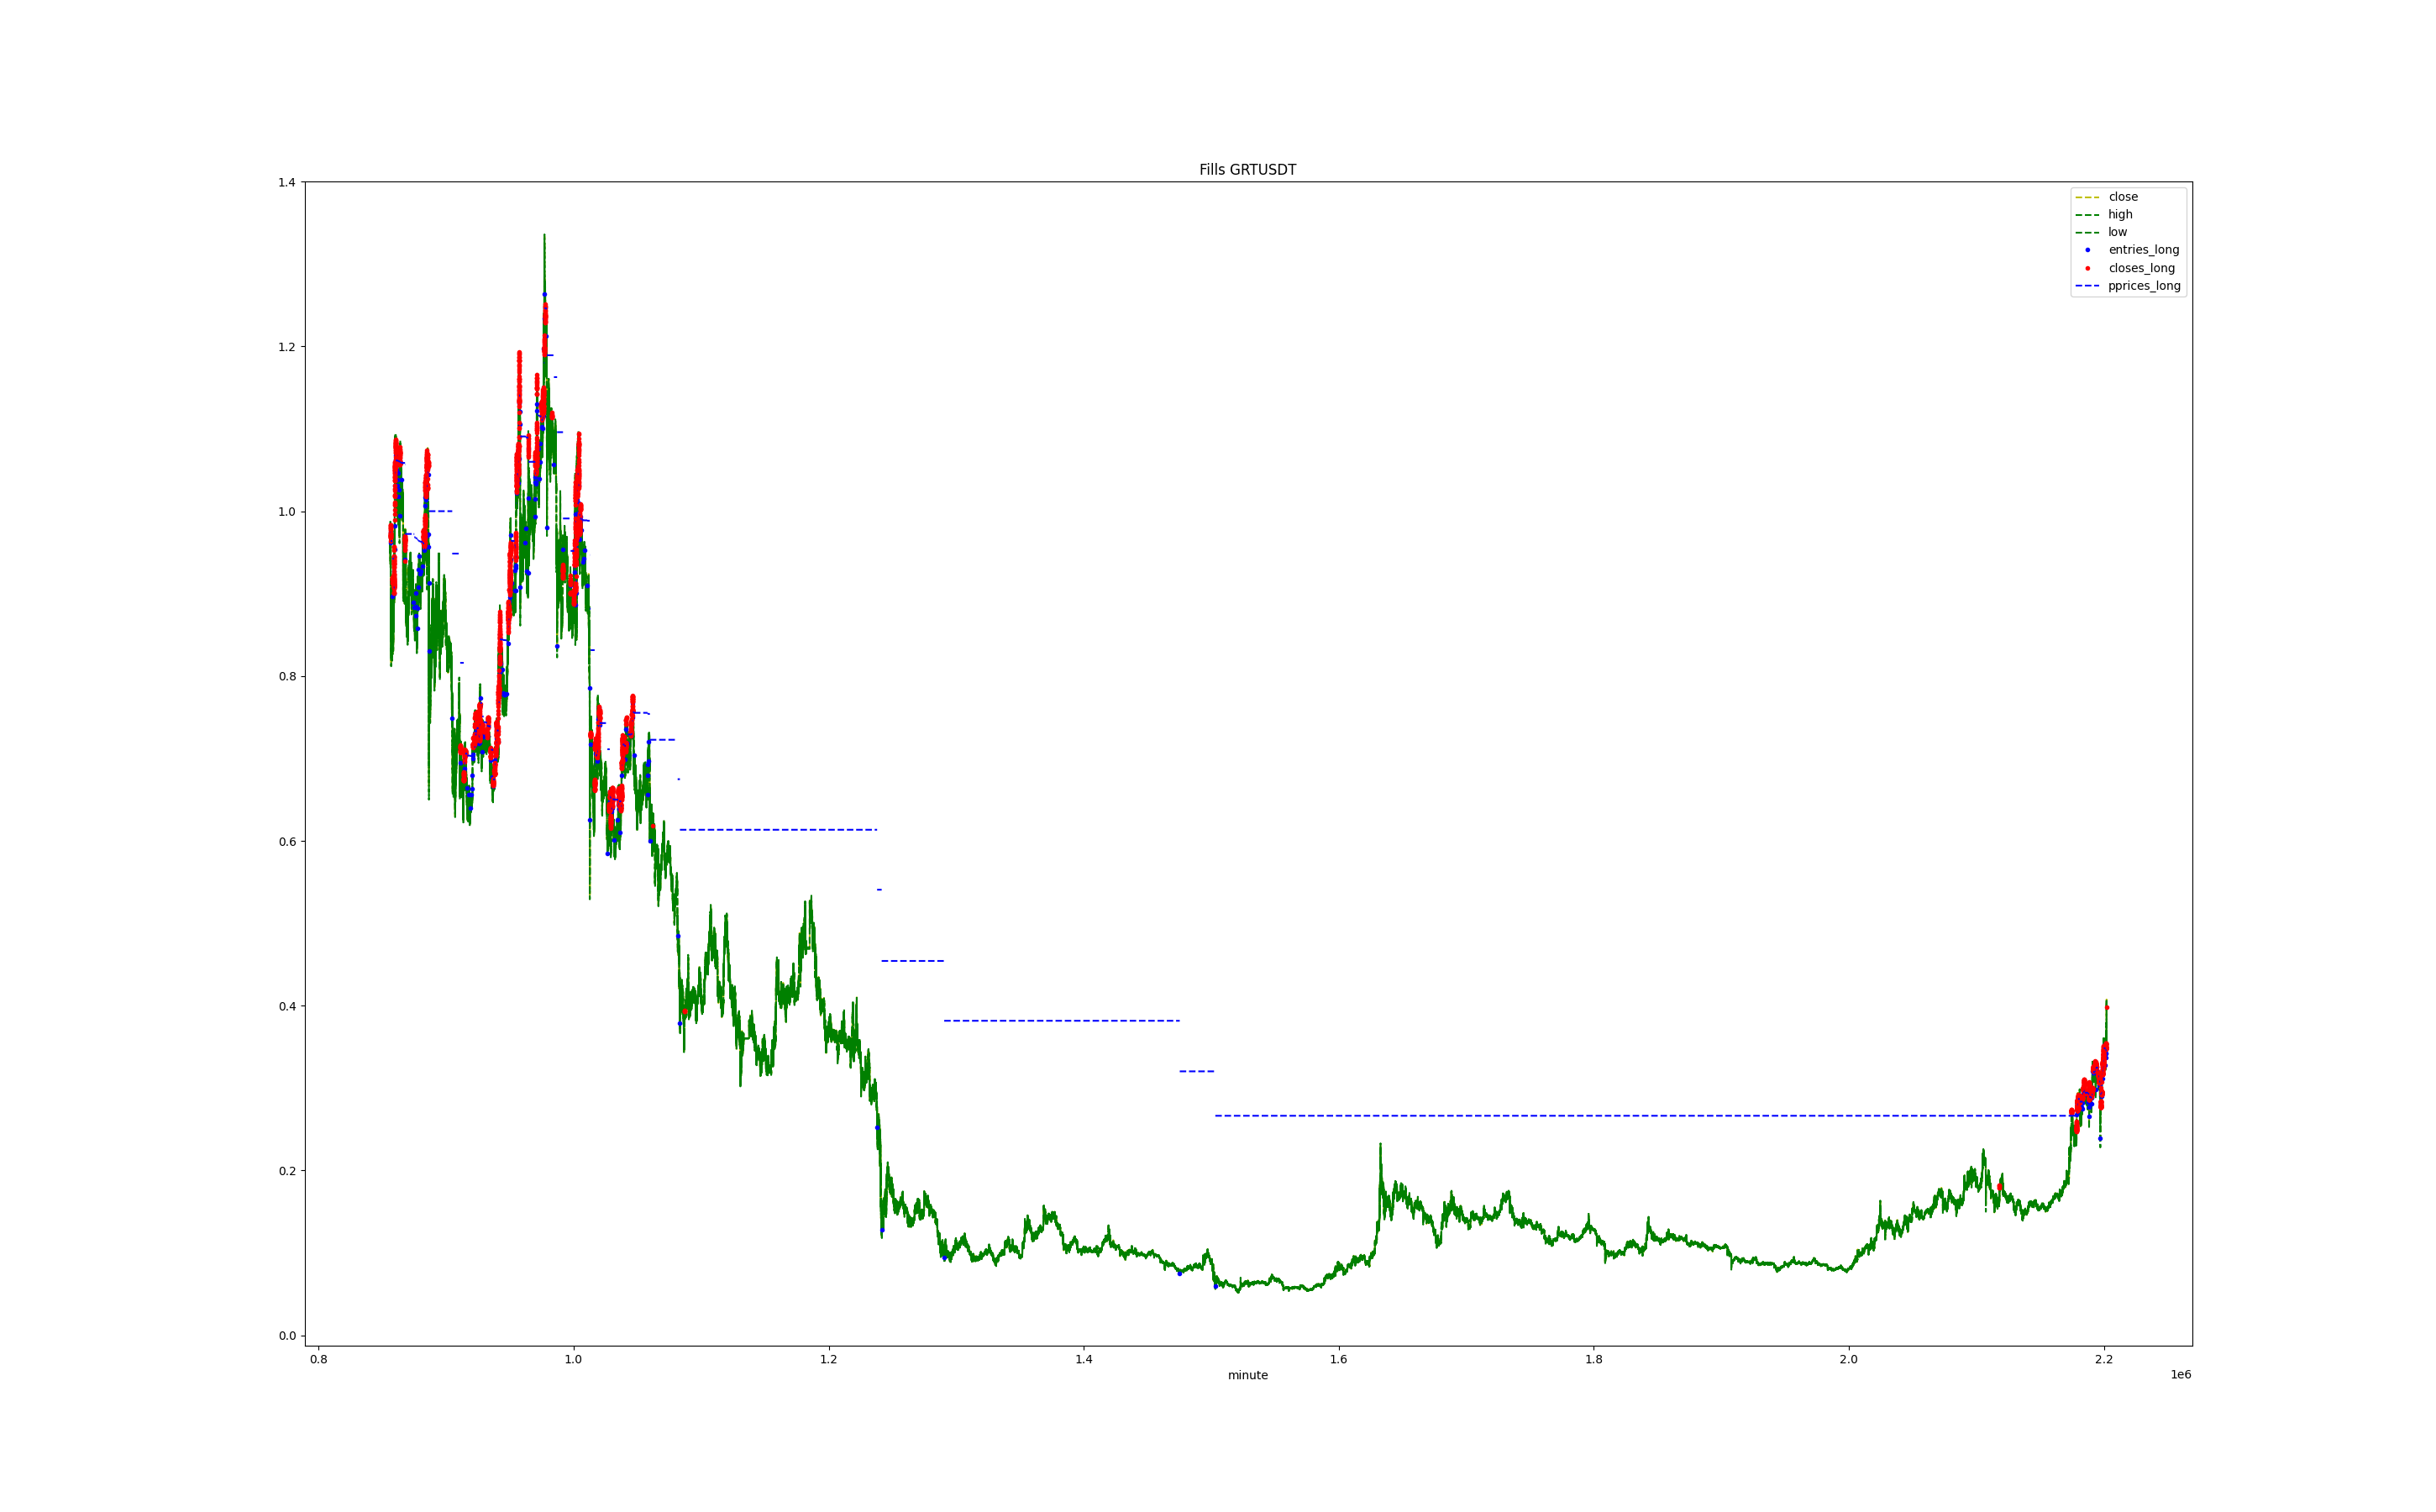 Fills GRTUSDT
1.4
1.2
1.0
0.8
0.6
0.4
0.2
0.0
close
high
low
entries_long
closes_long
pprices_long
0.8 1.0 1.2 1.4 1.6 1.8 2.0 2.2
minute
1e6